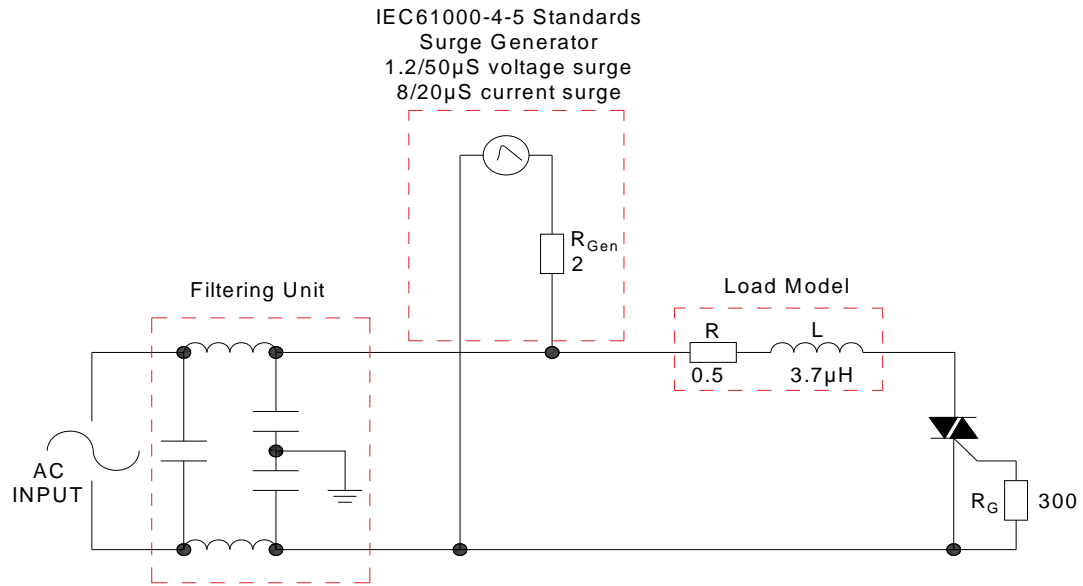 IEC61000-4-5 Standards
Surge Generator
1.2/50µS voltage surge
8/20µS current surge
R_Gen
2
Filtering Unit
Load Model
R
L
0.5
3.7µH
AC
INPUT
R_G
300